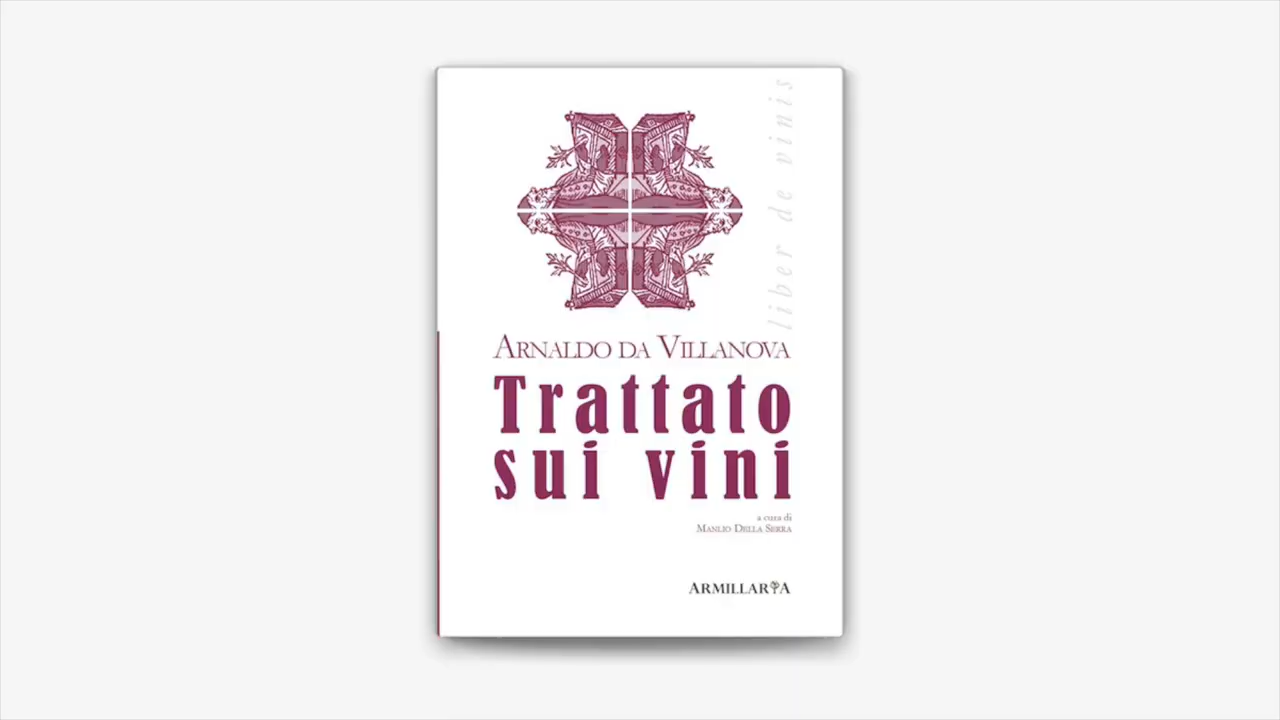 liber de vinis
Arnaldo da Villanova
Trattato
sui vini
a cura di
Manlio Della Serra
ARMILLARIA